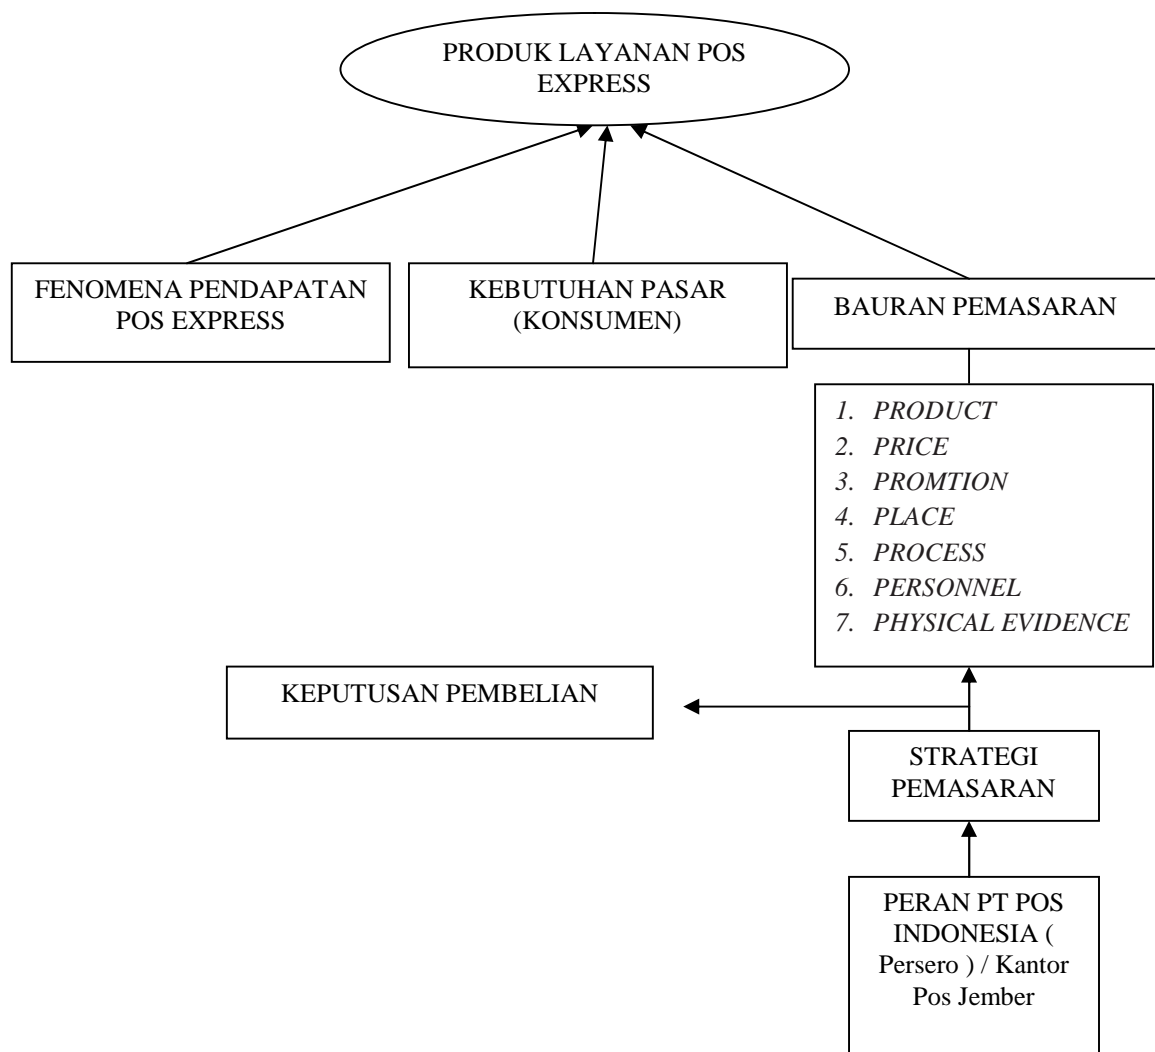 PRODUK LAYANAN POS
EXPRESS
FENOMENA PENDAPATAN
POS EXPRESS
KEBUTUHAN PASAR
(KONSUMEN)
BAURAN PEMASARAN
1. PRODUCT
2. PRICE
3. PROMTION
4. PLACE
5. PROCESS
6. PERSONNEL
7. PHYSICAL EVIDENCE
KEPUTUSAN PEMBELIAN
STRATEGI
PEMASARAN
PERAN PT POS
INDONESIA (
Persero ) / Kantor
Pos Jember